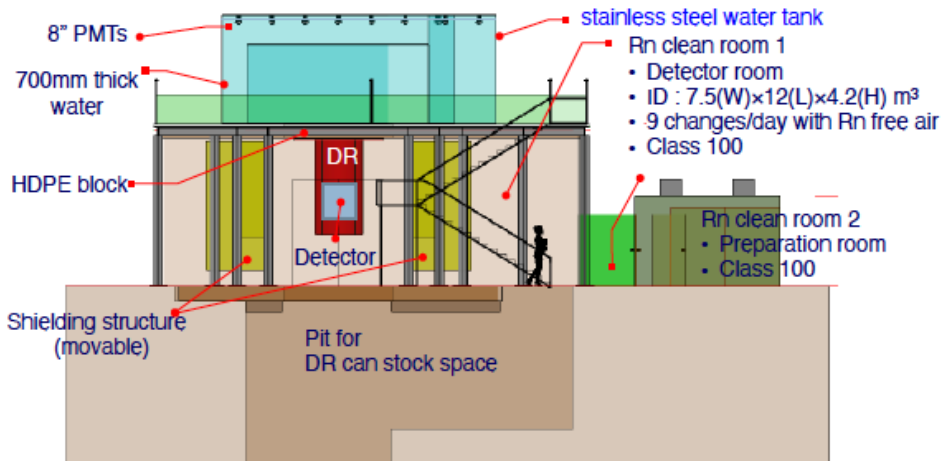 8” PMTs
700mm thick
water
HDPE block
stainless steel water tank
Rn clean room 1
• Detector room
• ID : 7.5(W)×12(L)×4.2(H) m³
• 9 changes/day with Rn free air
• Class 100
DR
Detector
Rn clean room 2
• Preparation room
• Class 100
Shielding structure
(movable)
Pit for
DR can stock space